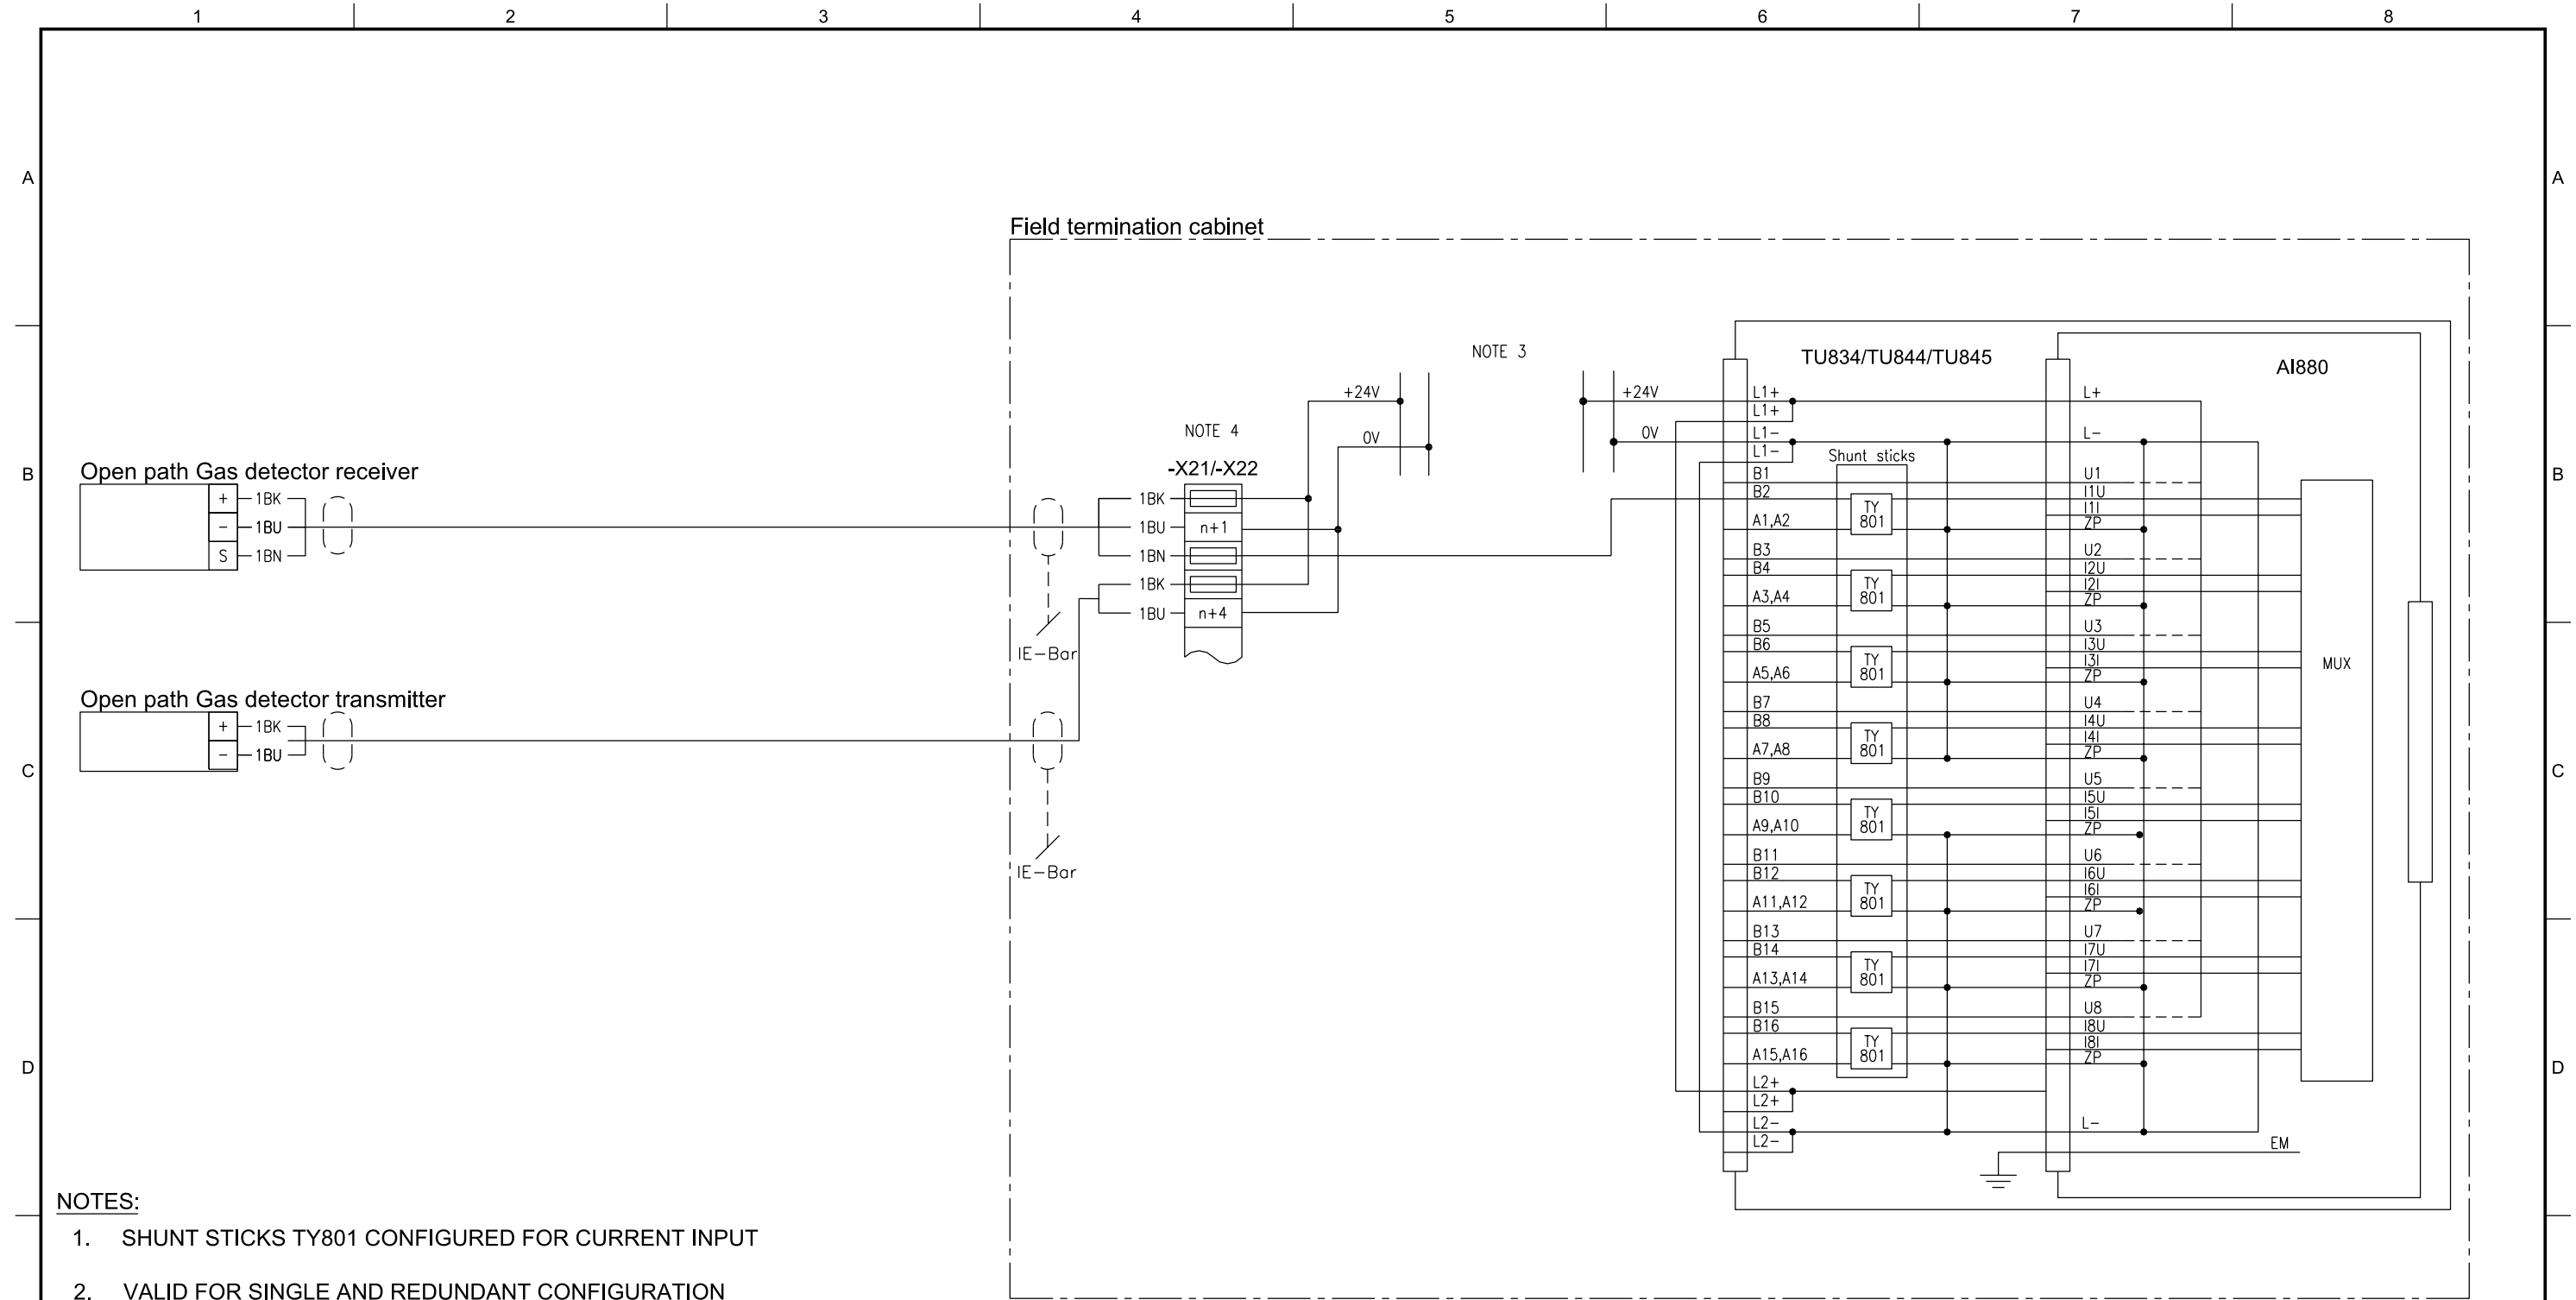 1 2 3 4 5 6 7 8
A A
Field termination cabinet
NOTE 3
TU834/TU844/TU845
AI880
+24V +24V L1+ L+
L1+
NOTE 4
0V 0V L1- L-
L1-
Shunt sticks
B B
Open path Gas detector receiver
-X21/-X22
+ 1BK 1BK
- 1BU 1BU n+1
S 1BN 1BN
1BK
1BU n+4
IE-Bar
B1 U1
B2 I1U
TY I1I
A1,A2 801 ZP
B3 U2
B4 I2U
TY I2I
A3,A4 801 ZP
B5 U3
B6 I3U
TY I3I
A5,A6 801 ZP
MUX
Open path Gas detector transmitter
+ 1BK
- 1BU
C C
IE-Bar
B7 U4
B8 I4U
TY I4I
A7,A8 801 ZP
B9 U5
B10 I5U
TY I5I
A9,A10 801 ZP
B11 U6
B12 I6U
TY I6I
A11,A12 801 ZP
B13 U7
B14 I7U
TY I7I
A13,A14 801 ZP
B15 U8
B16 I8U
TY I8I
A15,A16 801 ZP
D D
L2+
L2+
L2- L-
L2-
EM
NOTES:
1. SHUNT STICKS TY801 CONFIGURED FOR CURRENT INPUT
2. VALID FOR SINGLE AND REDUNDANT CONFIGURATION